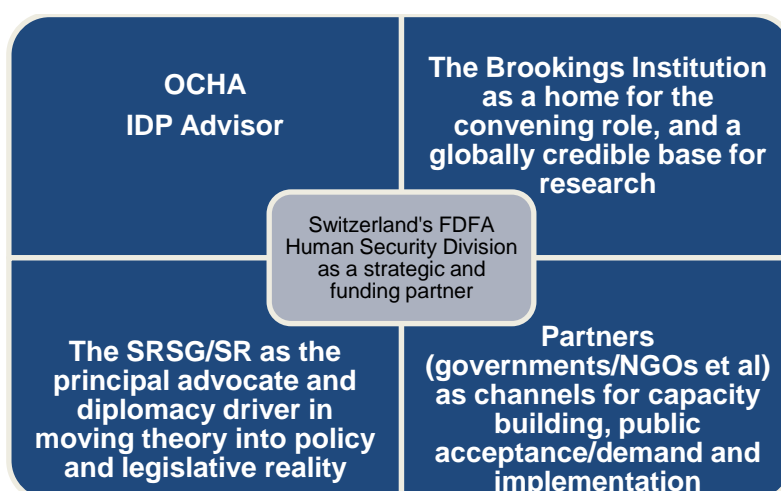 OCHA
IDP Advisor
The Brookings Institution
as a home for the
convening role, and a
globally credible base for
research
Switzerland's FDFA
Human Security Division
as a strategic and
funding partner
The SRSG/SR as the
principal advocate and
diplomacy driver in
moving theory into policy
and legislative reality
Partners
(governments/NGOs et al)
as channels for capacity
building, public
acceptance/demand and
implementation